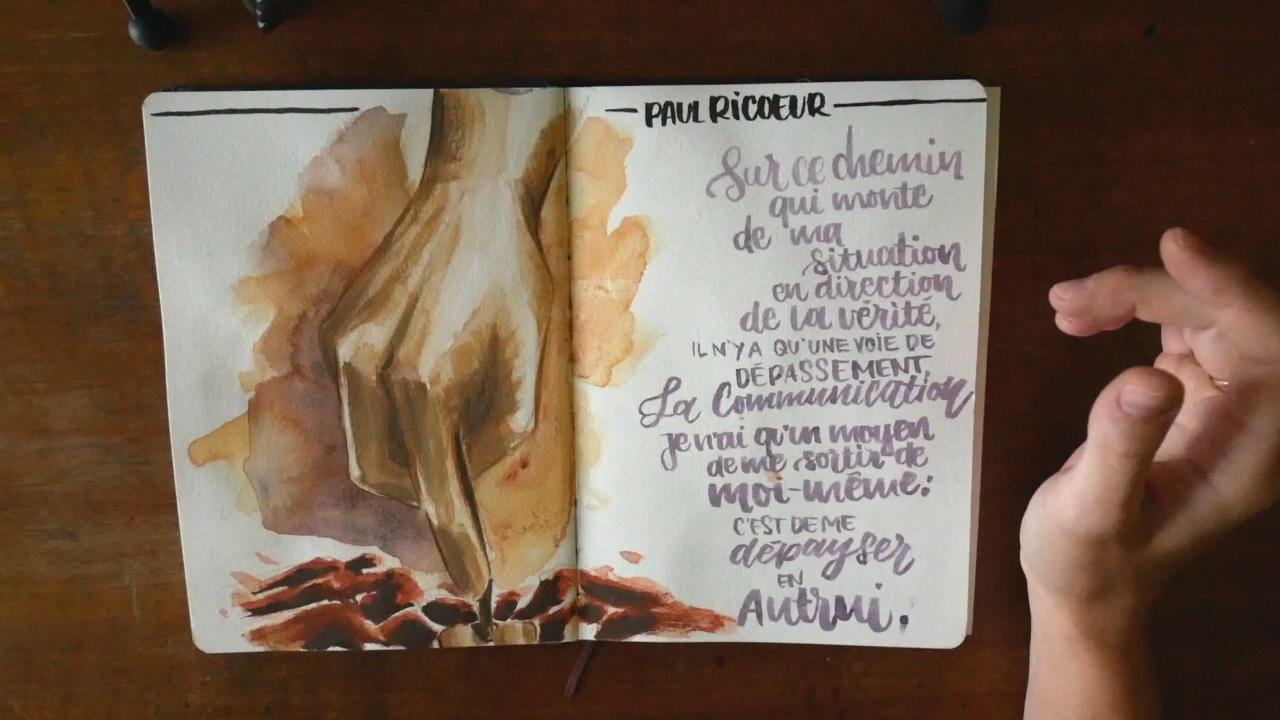 PAUL RICOEUR
Sur ce chemin
qui monte
de ma
situation
en direction
de la vérité,
IL N'Y A QU'UNE VOIE DE
DÉPASSEMENT,
La Communication
je n'ai qu'un moyen
de me sortir de
moi-même:
C'EST DE ME
dépayser
EN
Autrui.